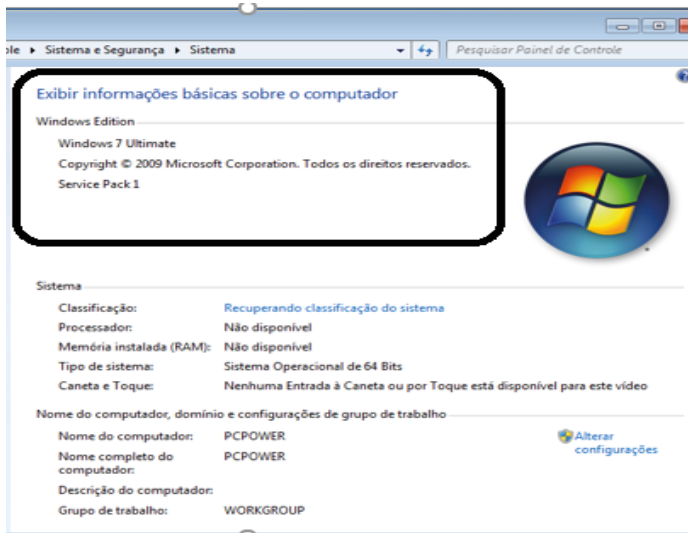 ole ▸ Sistema e Segurança ▸ Sistema
Pesquisar Painel de Controle
Exibir informações básicas sobre o computador
Windows Edition
Windows 7 Ultimate
Copyright © 2009 Microsoft Corporation. Todos os direitos reservados.
Service Pack 1
Sistema
Classificação: Recuperando classificação do sistema
Processador: Não disponível
Memória instalada (RAM): Não disponível
Tipo de sistema: Sistema Operacional de 64 Bits
Caneta e Toque: Nenhuma Entrada à Caneta ou por Toque está disponível para este vídeo
Nome do computador, domínio e configurações de grupo de trabalho
Nome do computador: PCPOWER
Alterar
configurações
Nome completo do
computador:
PCPOWER
Descrição do computador:
Grupo de trabalho: WORKGROUP